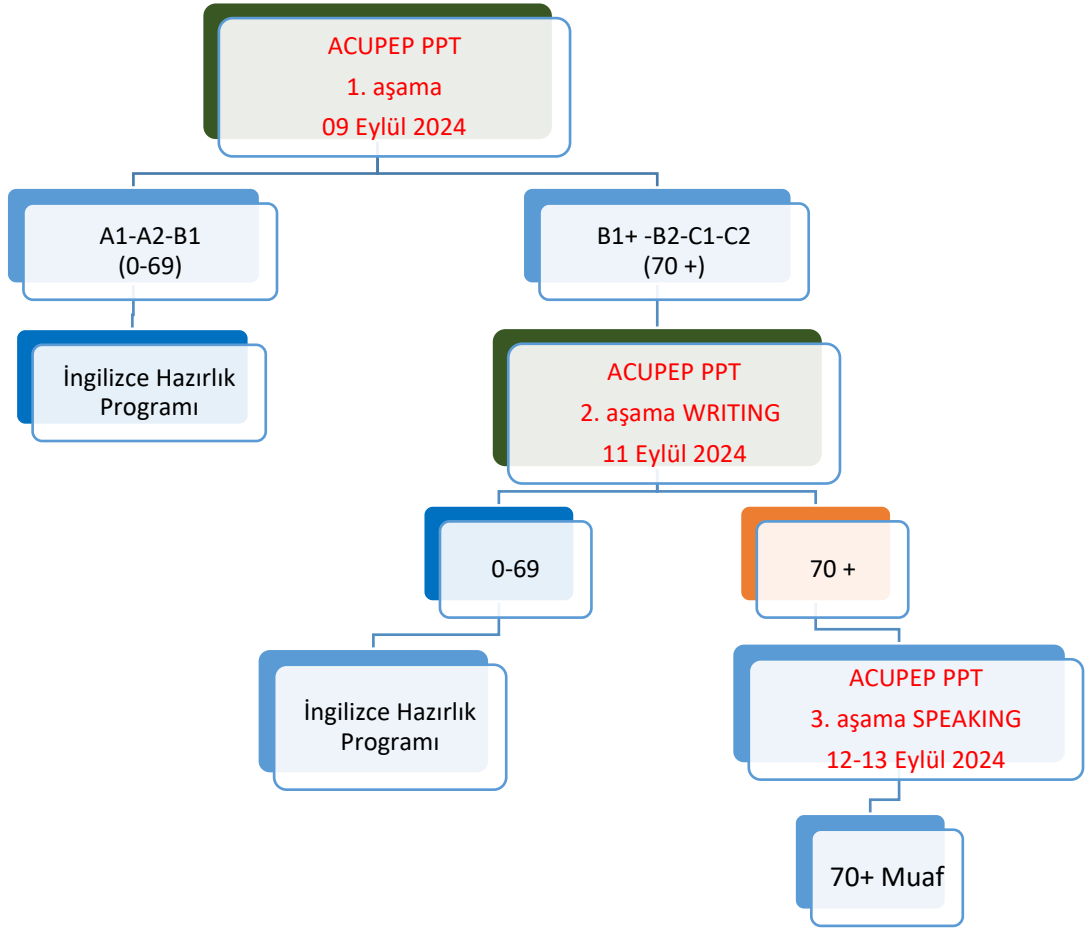 ACUPEP PPT
1. aşama
09 Eylül 2024
A1-A2-B1
(0-69)
B1+ -B2-C1-C2
(70 +)
İngilizce Hazırlık
Programı
ACUPEP PPT
2. aşama WRITING
11 Eylül 2024
0-69
70 +
İngilizce Hazırlık
Programı
ACUPEP PPT
3. aşama SPEAKING
12-13 Eylül 2024
70+ Muaf